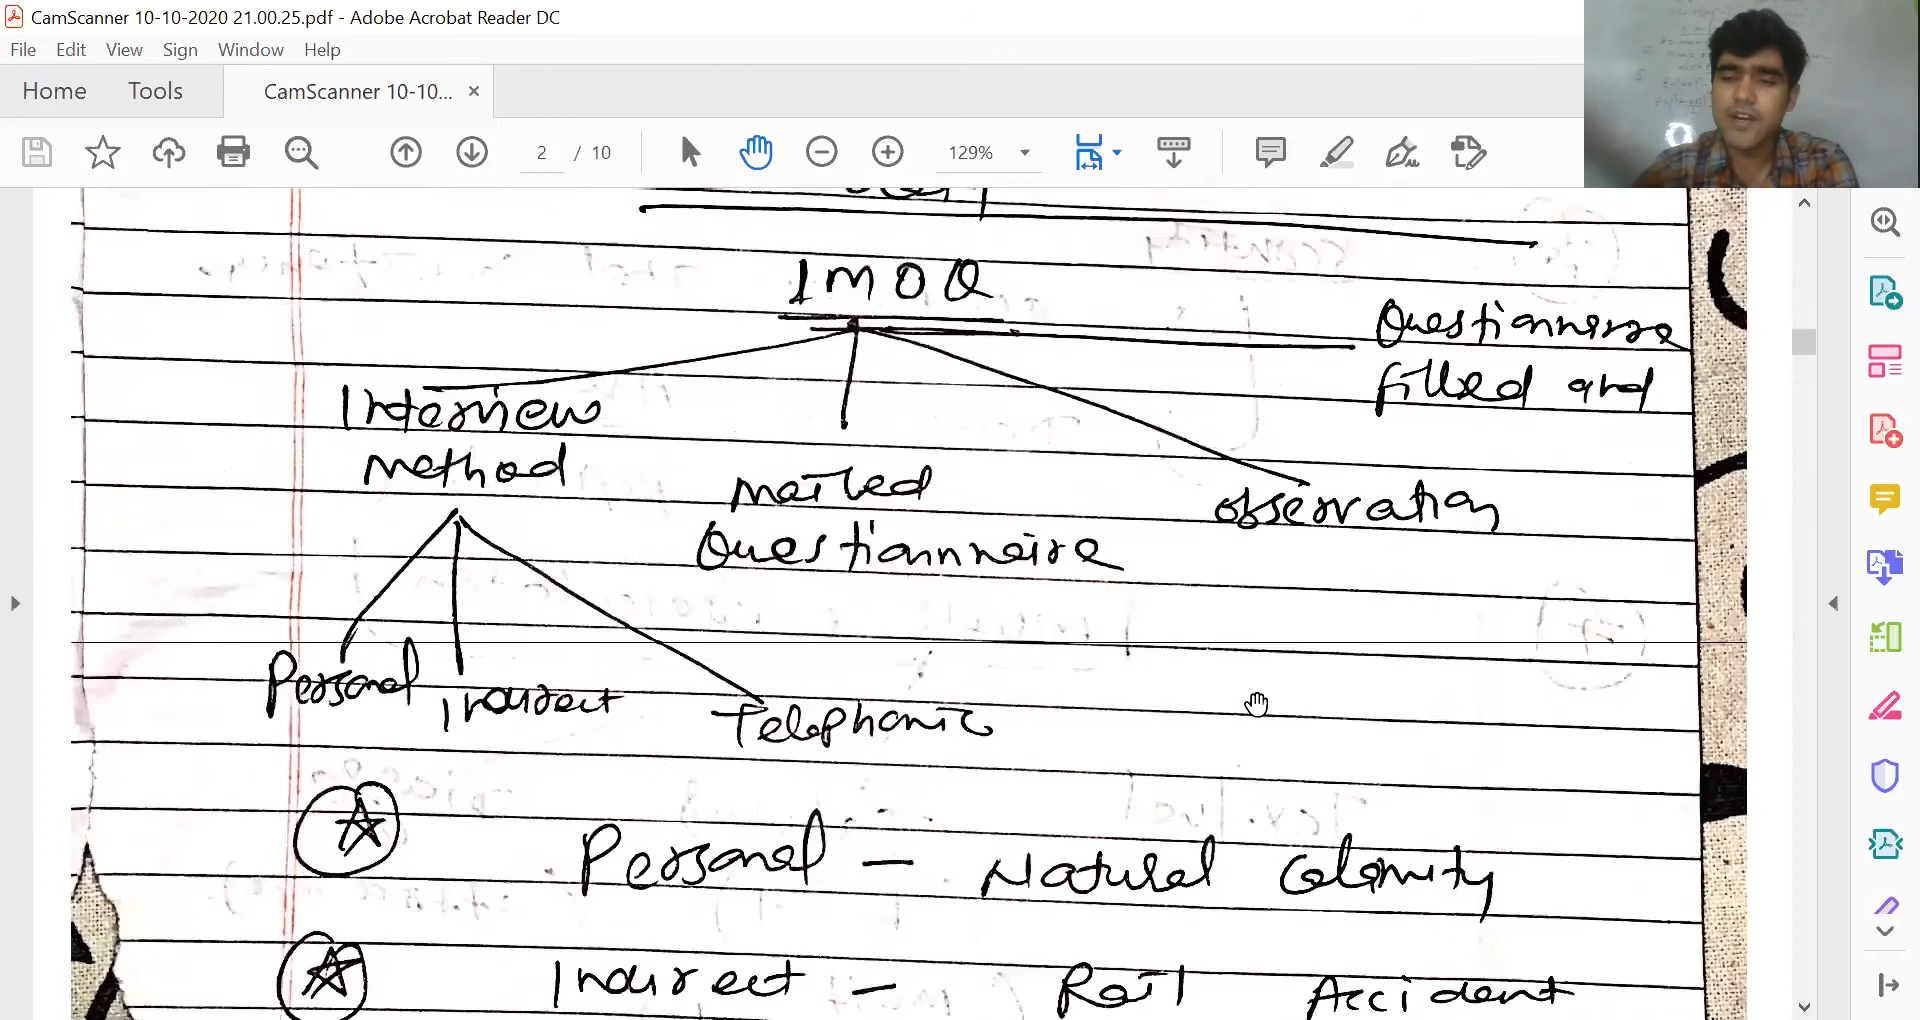 CamScanner 10-10-2020 21.00.25.pdf - Adobe Acrobat Reader DC
File Edit View Sign Window Help
Home Tools CamScanner 10-10... ×
2 / 10 129%
IMOQ
Questionnaire
filled and
Interview
method
mailed
Questionnaire
observation
Personal
Indirect
Telephonic
Personal — Natural Calamity
Indirect — Rail Accident